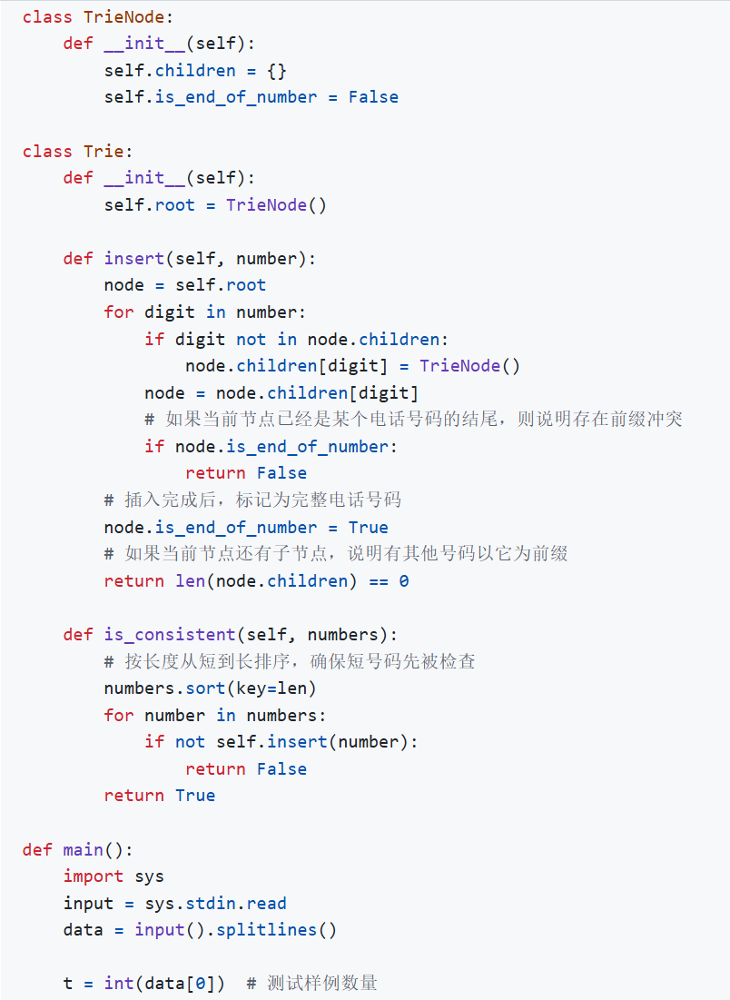 class TrieNode:
    def __init__(self):
        self.children = {}
        self.is_end_of_number = False

class Trie:
    def __init__(self):
        self.root = TrieNode()

    def insert(self, number):
        node = self.root
        for digit in number:
            if digit not in node.children:
                node.children[digit] = TrieNode()
            node = node.children[digit]
            # 如果当前节点已经是某个电话号码的结尾，则说明存在前缀冲突
            if node.is_end_of_number:
                return False
        # 插入完成后，标记为完整电话号码
        node.is_end_of_number = True
        # 如果当前节点还有子节点，说明有其他号码以它为前缀
        return len(node.children) == 0

    def is_consistent(self, numbers):
        # 按长度从短到长排序，确保短号码先被检查
        numbers.sort(key=len)
        for number in numbers:
            if not self.insert(number):
                return False
        return True

def main():
    import sys
    input = sys.stdin.read
    data = input().splitlines()

    t = int(data[0])  # 测试样例数量